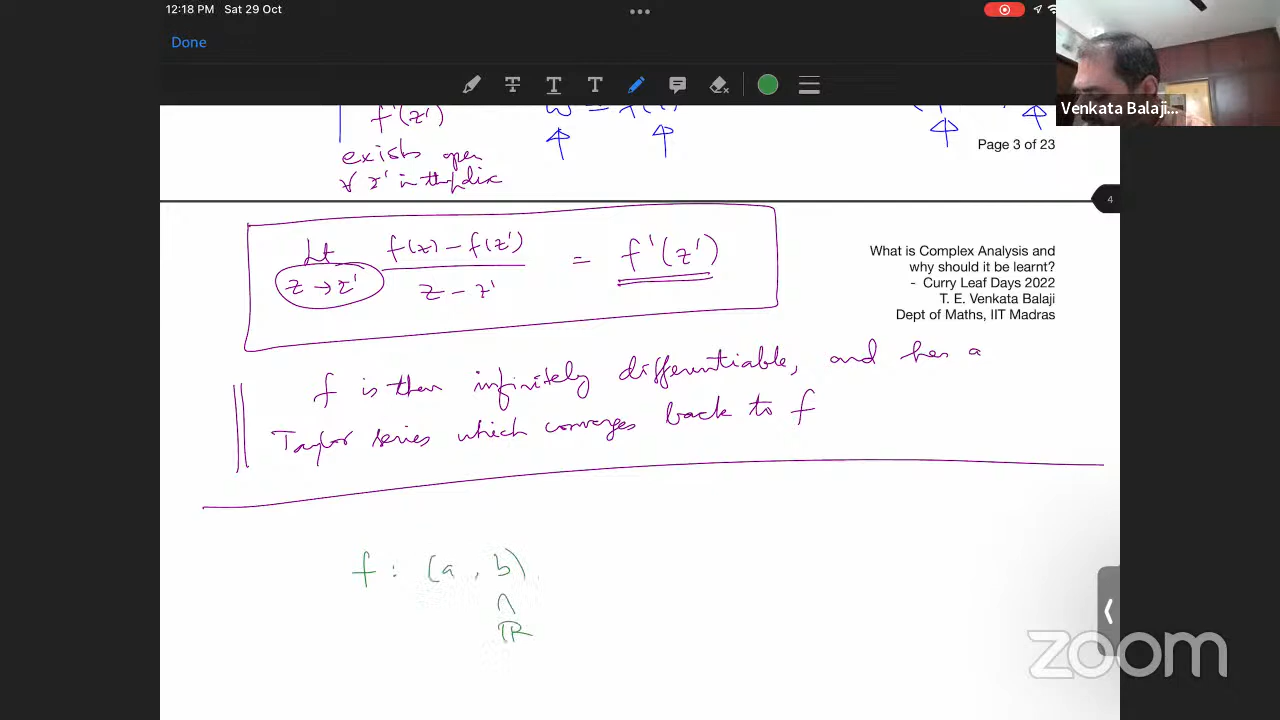 12:18 PM Sat 29 Oct
Done
Venkata Balaji...
f'(z')
Page 3 of 23
exists open
∀ z' in the disc
4
Lt f(z) – f(z') = f'(z')
z → z' z – z'
What is Complex Analysis and
why should it be learnt?
- Curry Leaf Days 2022
T. E. Venkata Balaji
Dept of Maths, IIT Madras
f is then infinitely differentiable, and has a
Taylor series which converges back to f
f : (a , b)
∩
ℝ
zoom